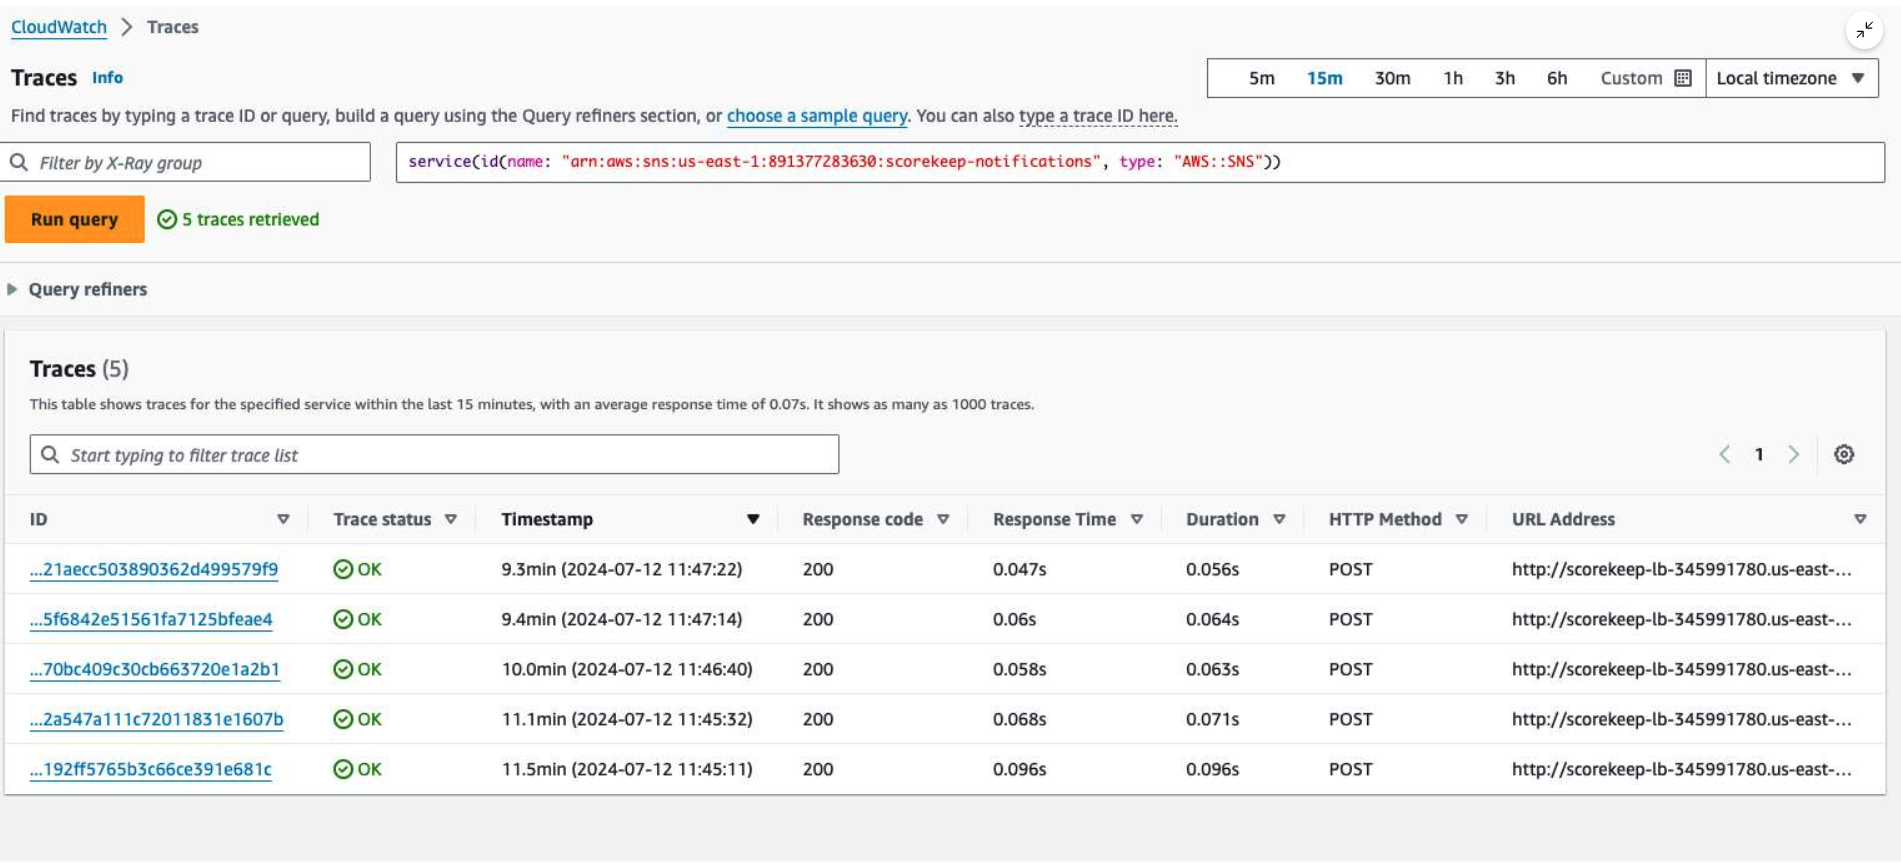 CloudWatch > Traces
Traces Info
5m 15m 30m 1h 3h 6h Custom Local timezone
Find traces by typing a trace ID or query, build a query using the Query refiners section, or choose a sample query. You can also type a trace ID here.
Filter by X-Ray group
service(id(name: "arn:aws:sns:us-east-1:891377283630:scorekeep-notifications", type: "AWS::SNS"))
Run query 5 traces retrieved
Query refiners
Traces (5)
This table shows traces for the specified service within the last 15 minutes, with an average response time of 0.07s. It shows as many as 1000 traces.
Start typing to filter trace list
1
ID Trace status Timestamp Response code Response Time Duration HTTP Method URL Address
...21aecc503890362d499579f9 OK 9.3min (2024-07-12 11:47:22) 200 0.047s 0.056s POST http://scorekeep-lb-345991780.us-east-...
...5f6842e51561fa7125bfeae4 OK 9.4min (2024-07-12 11:47:14) 200 0.06s 0.064s POST http://scorekeep-lb-345991780.us-east-...
...70bc409c30cb663720e1a2b1 OK 10.0min (2024-07-12 11:46:40) 200 0.058s 0.063s POST http://scorekeep-lb-345991780.us-east-...
...2a547a111c72011831e1607b OK 11.1min (2024-07-12 11:45:32) 200 0.068s 0.071s POST http://scorekeep-lb-345991780.us-east-...
...192ff5765b3c66ce391e681c OK 11.5min (2024-07-12 11:45:11) 200 0.096s 0.096s POST http://scorekeep-lb-345991780.us-east-...